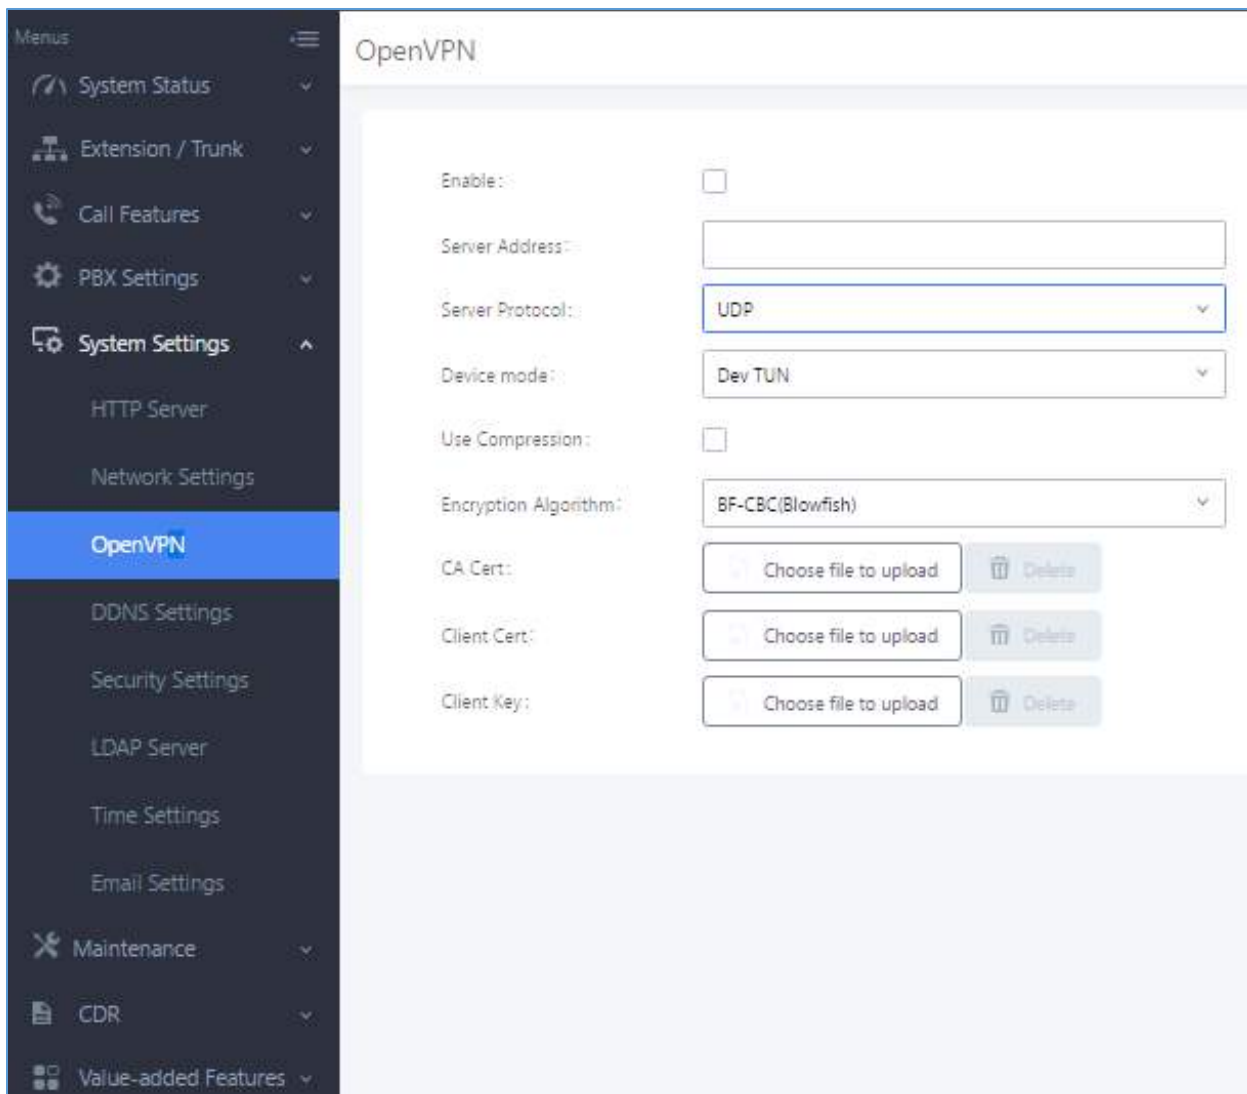 Menus
System Status
Extension / Trunk
Call Features
PBX Settings
System Settings
HTTP Server
Network Settings
OpenVPN
DDNS Settings
Security Settings
LDAP Server
Time Settings
Email Settings
Maintenance
CDR
Value-added Features
OpenVPN
Enable:
Server Address:
Server Protocol: UDP
Device mode: Dev TUN
Use Compression:
Encryption Algorithm: BF-CBC(Blowfish)
CA Cert: Choose file to upload Delete
Client Cert: Choose file to upload Delete
Client Key: Choose file to upload Delete